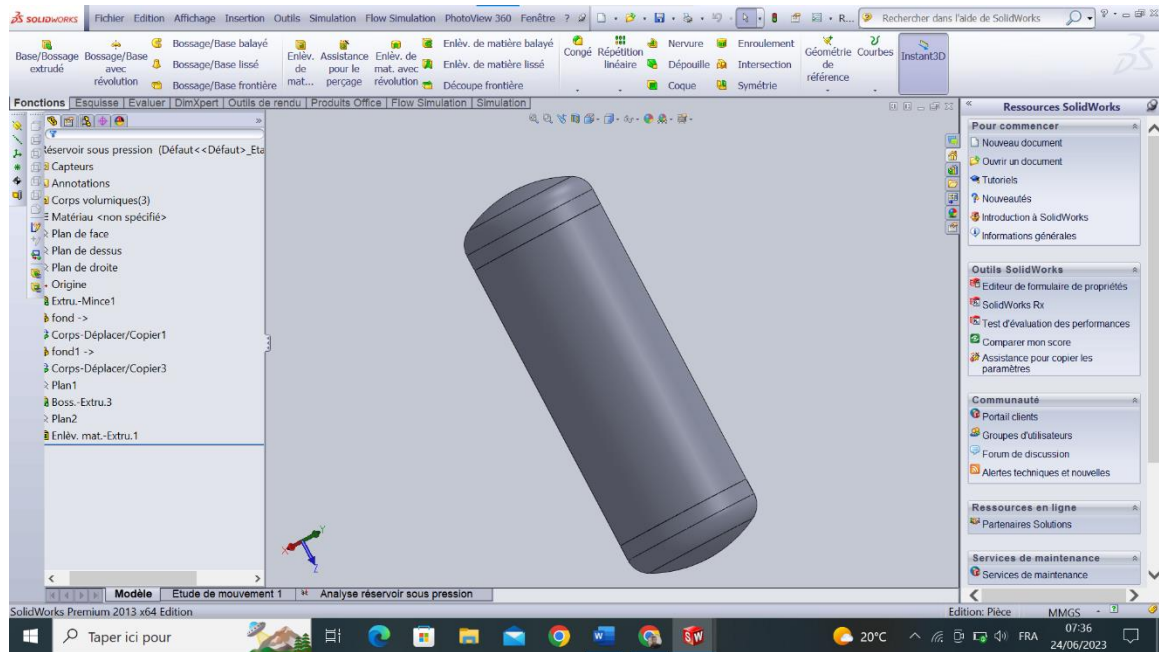 SOLIDWORKS Fichier Edition Affichage Insertion Outils Simulation Flow Simulation PhotoView 360 Fenêtre ? R... Rechercher dans l'aide de SolidWorks
Base/Bossage extrudé
Bossage/Base avec révolution
Bossage/Base balayé
Bossage/Base lissé
Bossage/Base frontière
Enlèv. de mat...
Assistance pour le perçage
Enlèv. de mat. avec révolution
Enlèv. de matière balayé
Enlèv. de matière lissé
Découpe frontière
Congé
Répétition linéaire
Nervure
Dépouille
Coque
Enroulement
Intersection
Symétrie
Géométrie de référence
Courbes
Instant3D
Fonctions Esquisse Evaluer DimXpert Outils de rendu Produits Office Flow Simulation Simulation
Réservoir sous pression (Défaut<<Défaut>_Eta
Capteurs
Annotations
Corps volumiques(3)
Matériau <non spécifié>
Plan de face
Plan de dessus
Plan de droite
Origine
Extru.-Mince1
fond ->
Corps-Déplacer/Copier1
fond1 ->
Corps-Déplacer/Copier3
Plan1
Boss.-Extru.3
Plan2
Enlèv. mat.-Extru.1
X
Y
Z
Ressources SolidWorks
Pour commencer
Nouveau document
Ouvrir un document
Tutoriels
Nouveautés
Introduction à SolidWorks
Informations générales
Outils SolidWorks
Editeur de formulaire de propriétés
SolidWorks Rx
Test d'évaluation des performances
Comparer mon score
Assistance pour copier les
paramètres
Communauté
Portail clients
Groupes d'utilisateurs
Forum de discussion
Alertes techniques et nouvelles
Ressources en ligne
Partenaires Solutions
Services de maintenance
Services de maintenance
Modèle Etude de mouvement 1 Analyse réservoir sous pression
SolidWorks Premium 2013 x64 Edition Edition: Pièce MMGS
Taper ici pour 20°C FRA 07:36
24/06/2023